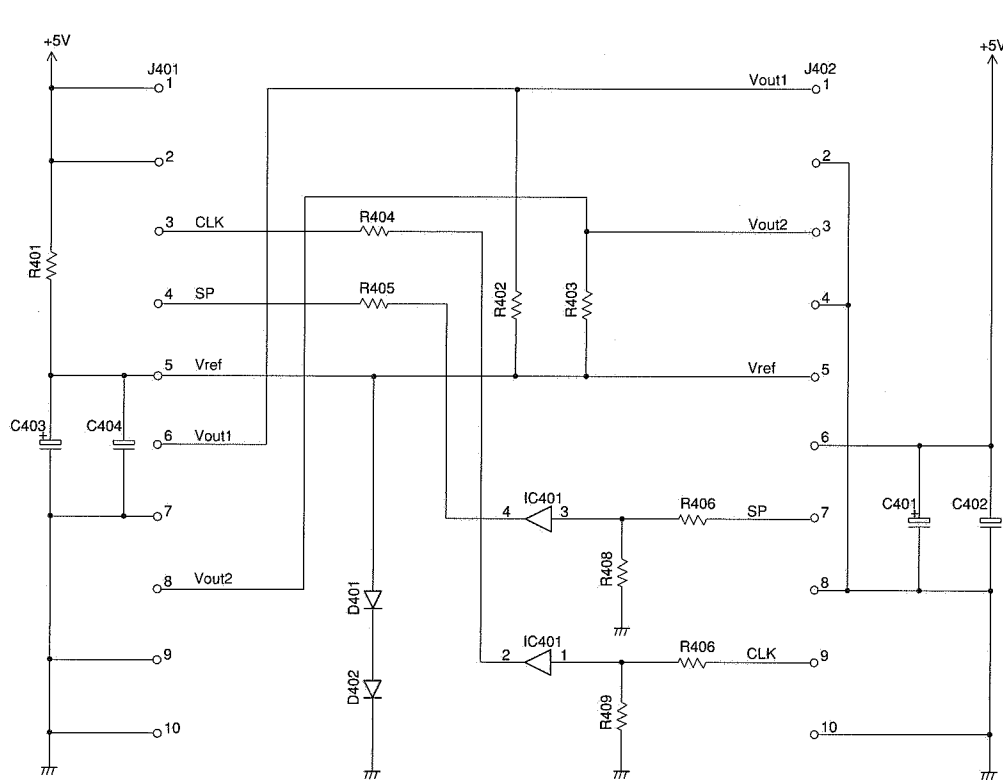 +5V
+5V
J401
J402
1
Vout1
1
2
2
3
CLK
R404
Vout2
3
R401
4
SP
R405
R402
R403
4
5
Vref
Vref
5
C403
+
C404
6
Vout1
6
7
4
IC401
3
R406
SP
7
C401
+
C402
R408
8
Vout2
D401
8
9
2
IC401
1
R406
CLK
9
D402
R409
10
10